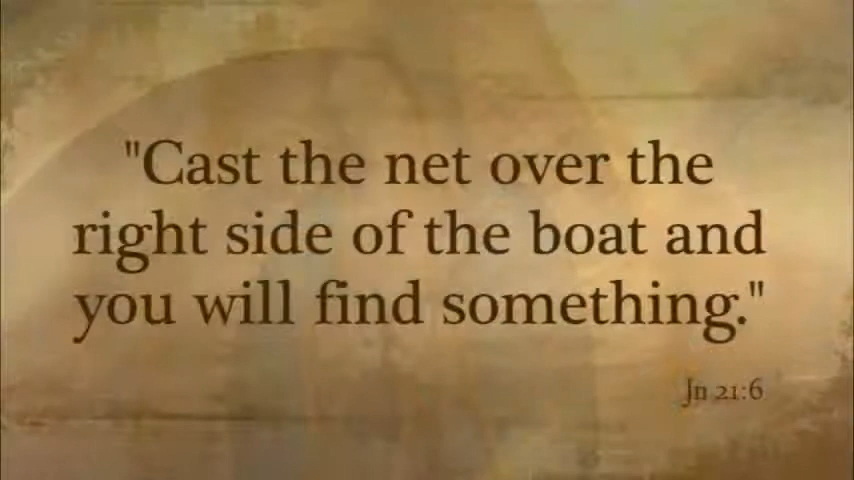 "Cast the net over the
right side of the boat and
you will find something."
Jn 21:6